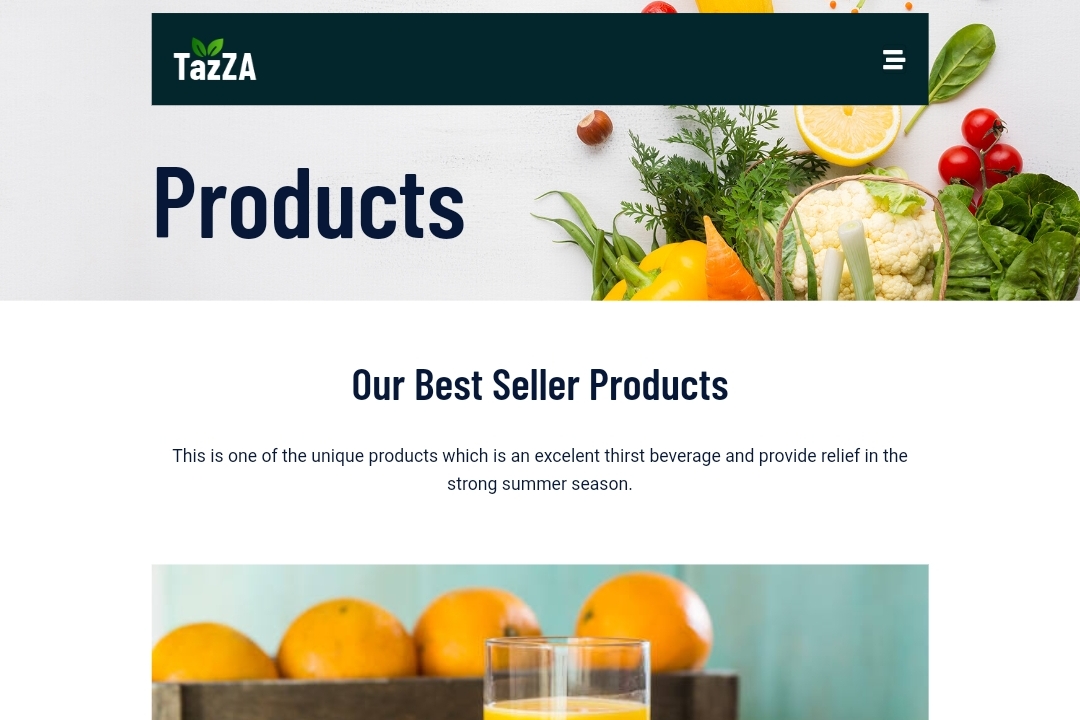 TazZA
Products
Our Best Seller Products
This is one of the unique products which is an excelent thirst beverage and provide relief in the
strong summer season.